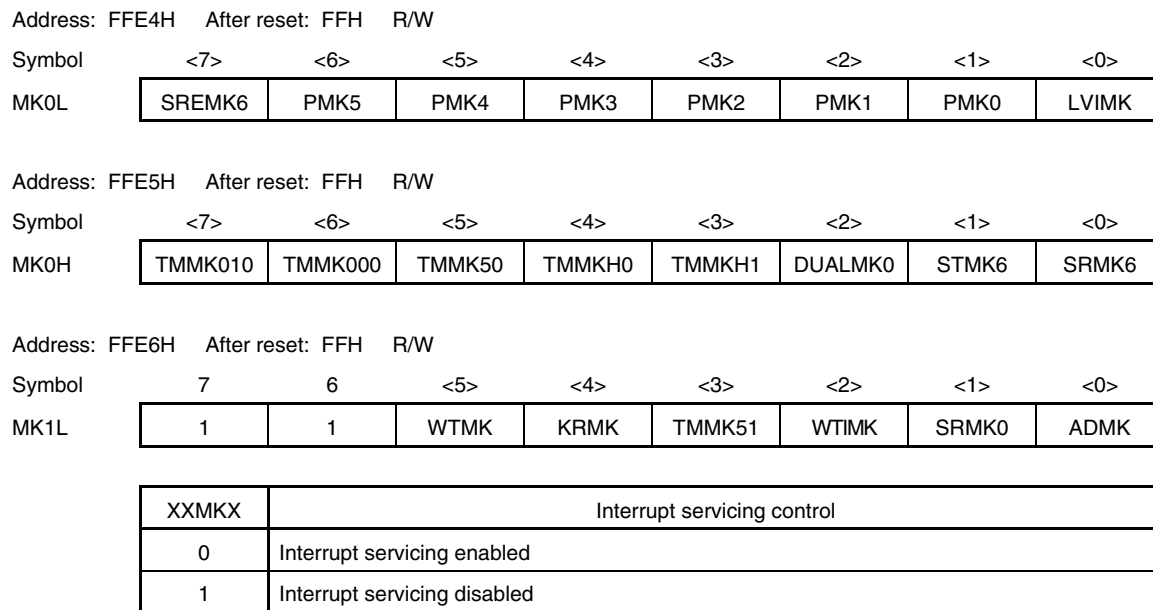 Address: FFE4H After reset: FFH R/W
Symbol <7> <6> <5> <4> <3> <2> <1> <0>
MK0L SREMK6 PMK5 PMK4 PMK3 PMK2 PMK1 PMK0 LVIMK
Address: FFE5H After reset: FFH R/W
Symbol <7> <6> <5> <4> <3> <2> <1> <0>
MK0H TMMK010 TMMK000 TMMK50 TMMKH0 TMMKH1 DUALMK0 STMK6 SRMK6
Address: FFE6H After reset: FFH R/W
Symbol 7 6 <5> <4> <3> <2> <1> <0>
MK1L 1 1 WTMK KRMK TMMK51 WTIMK SRMK0 ADMK
XXMKX Interrupt servicing control
0 Interrupt servicing enabled
1 Interrupt servicing disabled